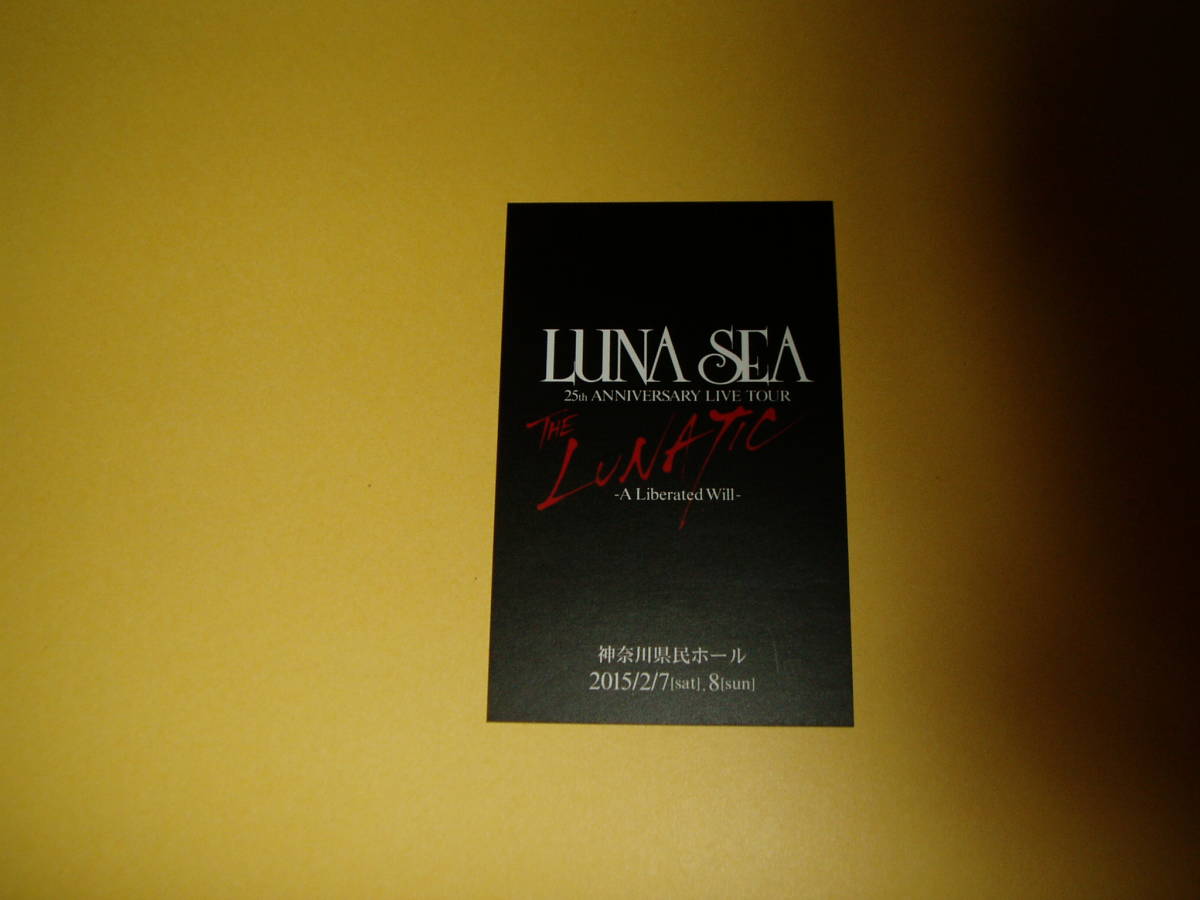 LUNA SEA
25th ANNIVERSARY LIVE TOUR
THE
LUNATIC
-A Liberated Will-
神奈川県民ホール
2015/2/7[sat], 8[sun]